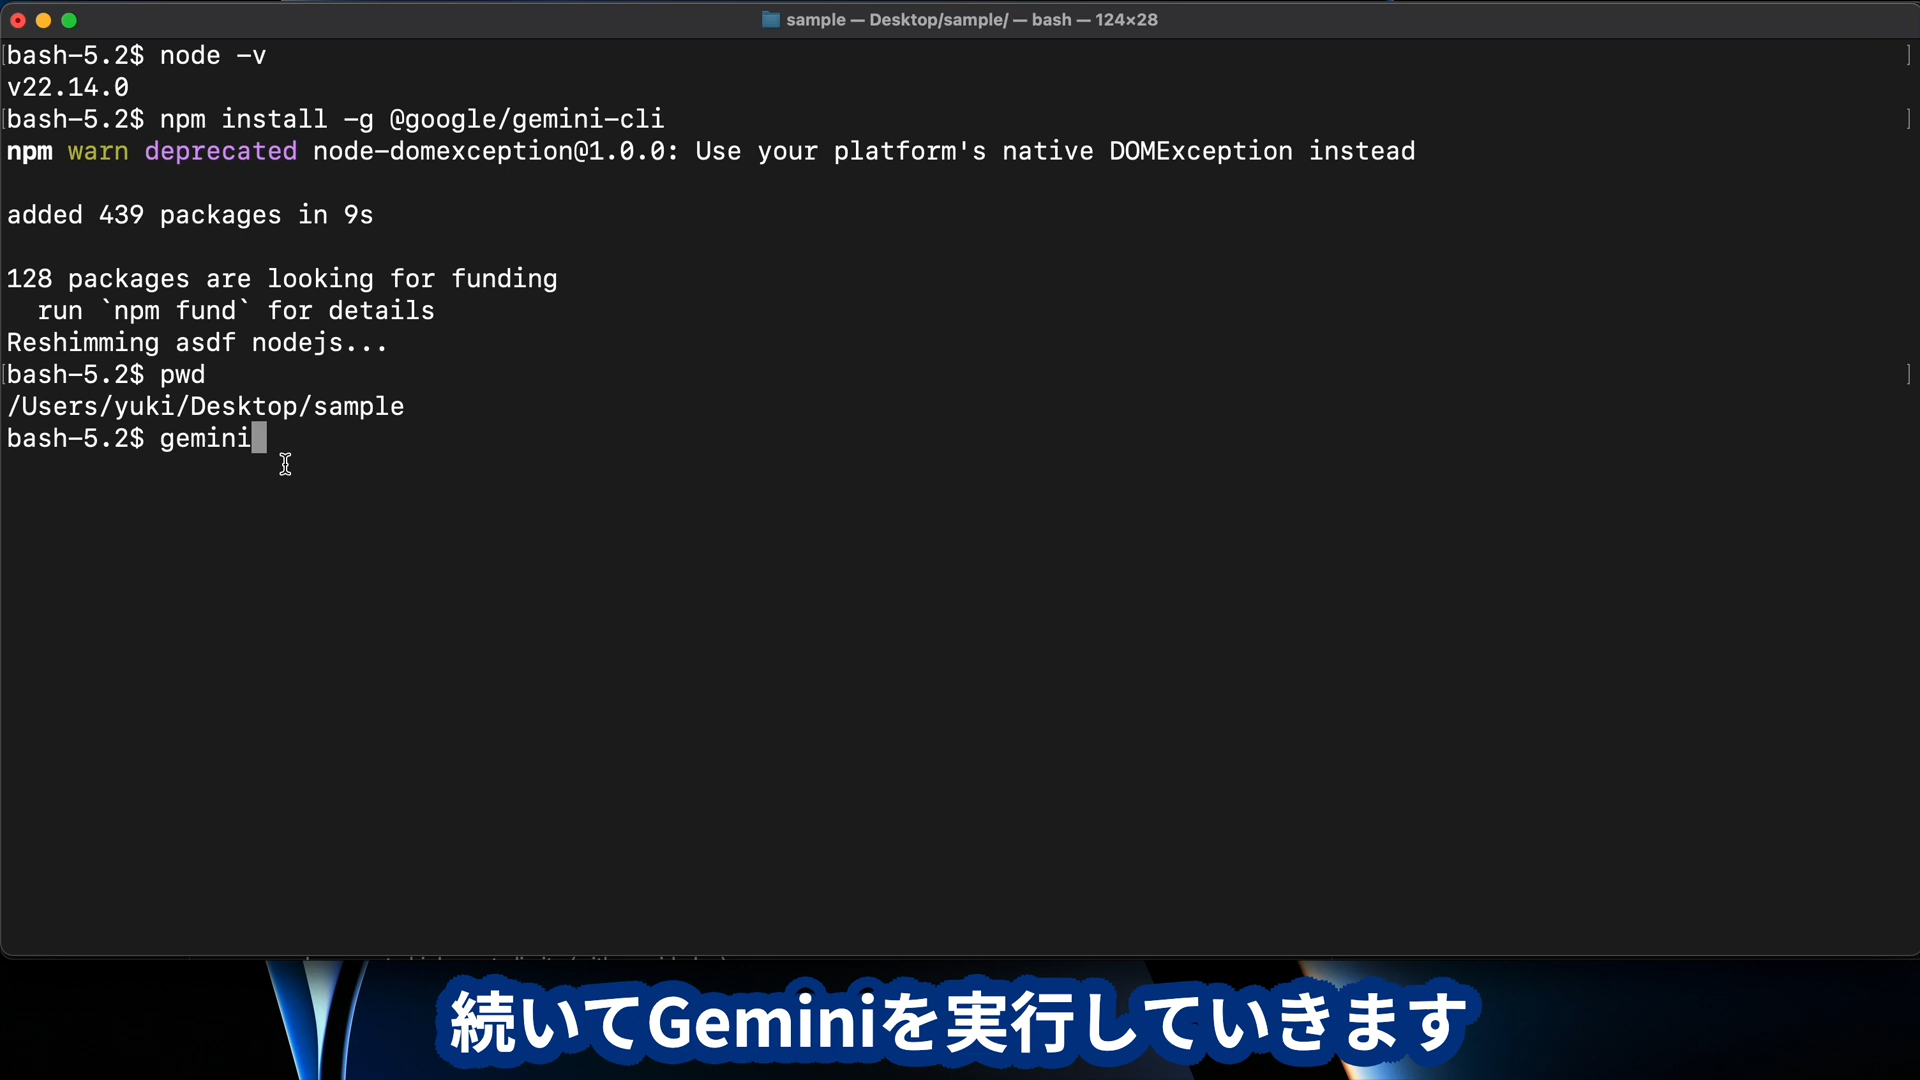 sample — Desktop/sample/ — bash — 124×28
[bash-5.2$ node -v ]
v22.14.0
[bash-5.2$ npm install -g @google/gemini-cli ]
npm warn deprecated node-domexception@1.0.0: Use your platform's native DOMException instead
added 439 packages in 9s
128 packages are looking for funding
run `npm fund` for details
Reshimming asdf nodejs...
[bash-5.2$ pwd ]
/Users/yuki/Desktop/sample
bash-5.2$ gemini
続いてGeminiを実行していきます